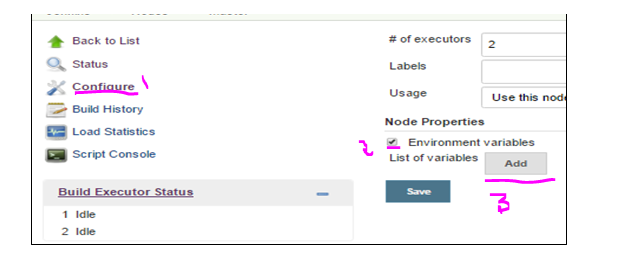 Back to List
Status
Configure 1
Build History
Load Statistics
Script Console
Build Executor Status
1 Idle
2 Idle
# of executors 2
Labels
Usage Use this node
Node Properties
2 Environment variables
List of variables Add
Save
3